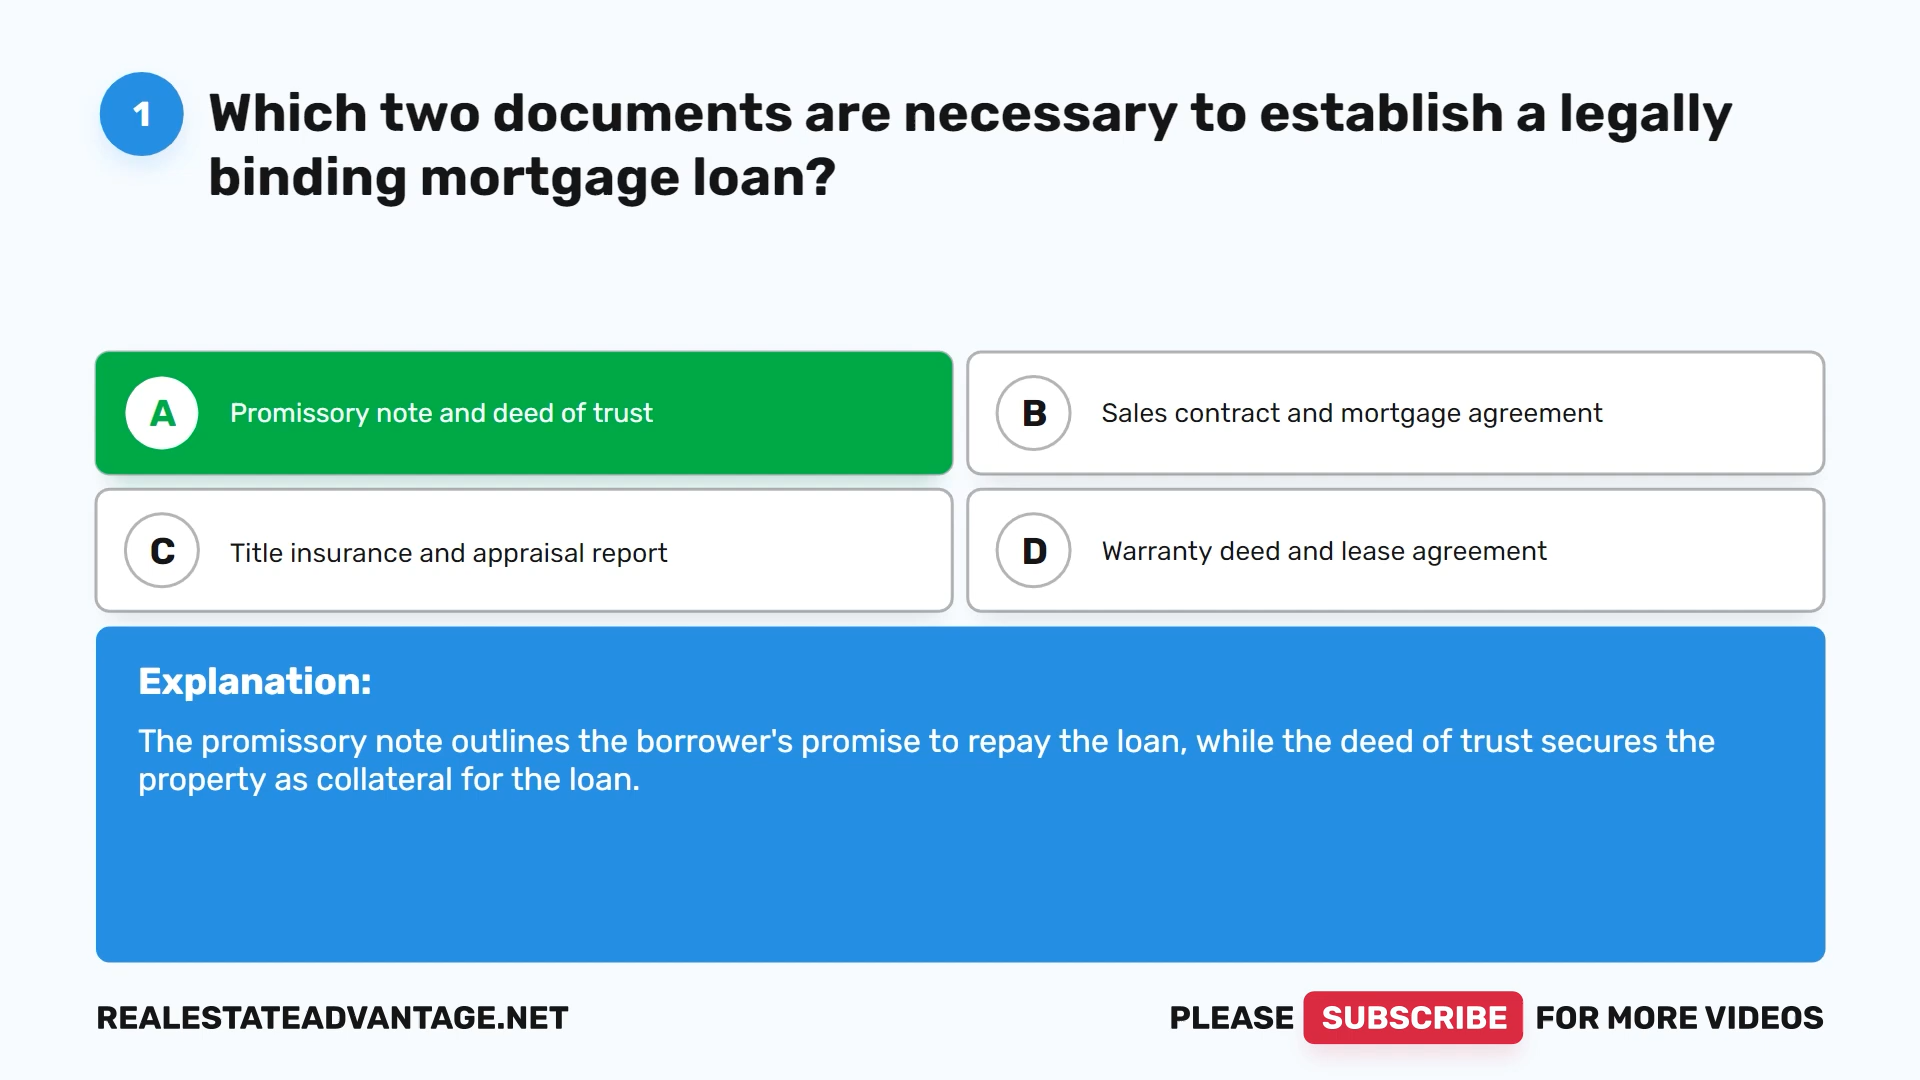 1
Which two documents are necessary to establish a legally
binding mortgage loan?
A Promissory note and deed of trust
B Sales contract and mortgage agreement
C Title insurance and appraisal report
D Warranty deed and lease agreement
Explanation:
The promissory note outlines the borrower's promise to repay the loan, while the deed of trust secures the
property as collateral for the loan.
REALESTATEADVANTAGE.NET
PLEASE SUBSCRIBE FOR MORE VIDEOS